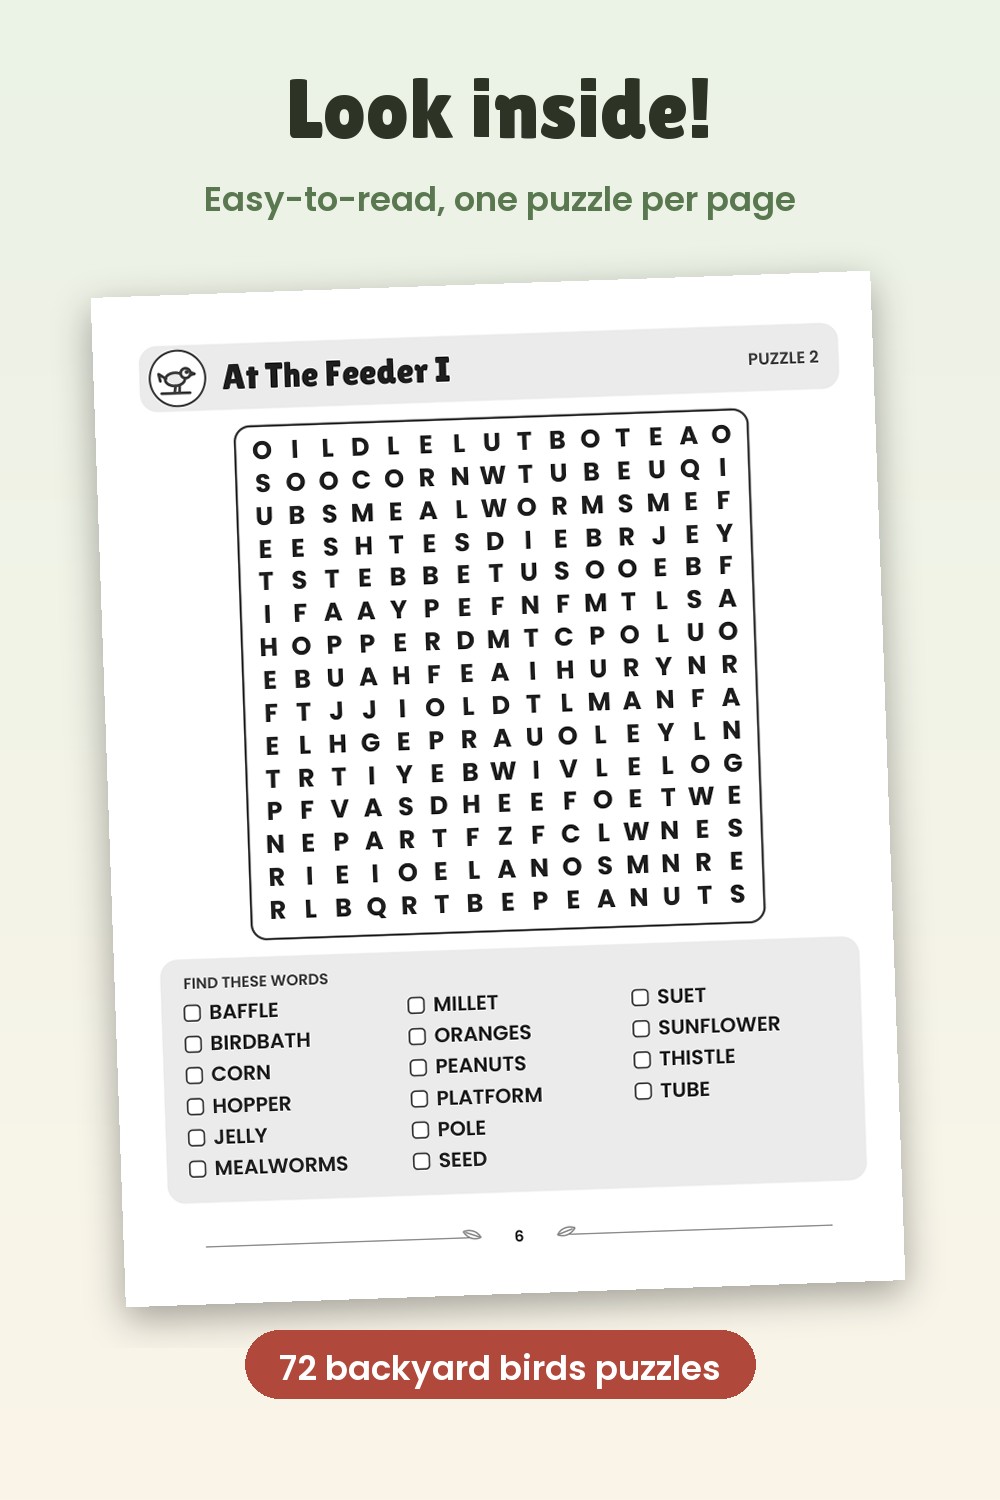 Look inside!
Easy-to-read, one puzzle per page
At The Feeder I
PUZZLE 2
O I L D L E L U T B O T E A O
S O O C O R N W T U B E U Q I
U B S M E A L W O R M S M E F
E E S H T E S D I E B R J E Y
T S T E B B E T U S O O E B F
I F A A Y P E F N F M T L S A
H O P P E R D M T C P O L U O
E B U A H F E A I H U R Y N R
F T J J I O L D T L M A N F A
E L H G E P R A U O L E Y L N
T R T I Y E B W I V L E L O G
P F V A S D H E E F O E T W E
N E P A R T F Z F C L W N E S
R I E I O E L A N O S M N R E
R L B Q R T B E P E A N U T S
FIND THESE WORDS
BAFFLE
BIRDBATH
CORN
HOPPER
JELLY
MEALWORMS
MILLET
ORANGES
PEANUTS
PLATFORM
POLE
SEED
SUET
SUNFLOWER
THISTLE
TUBE
6
72 backyard birds puzzles